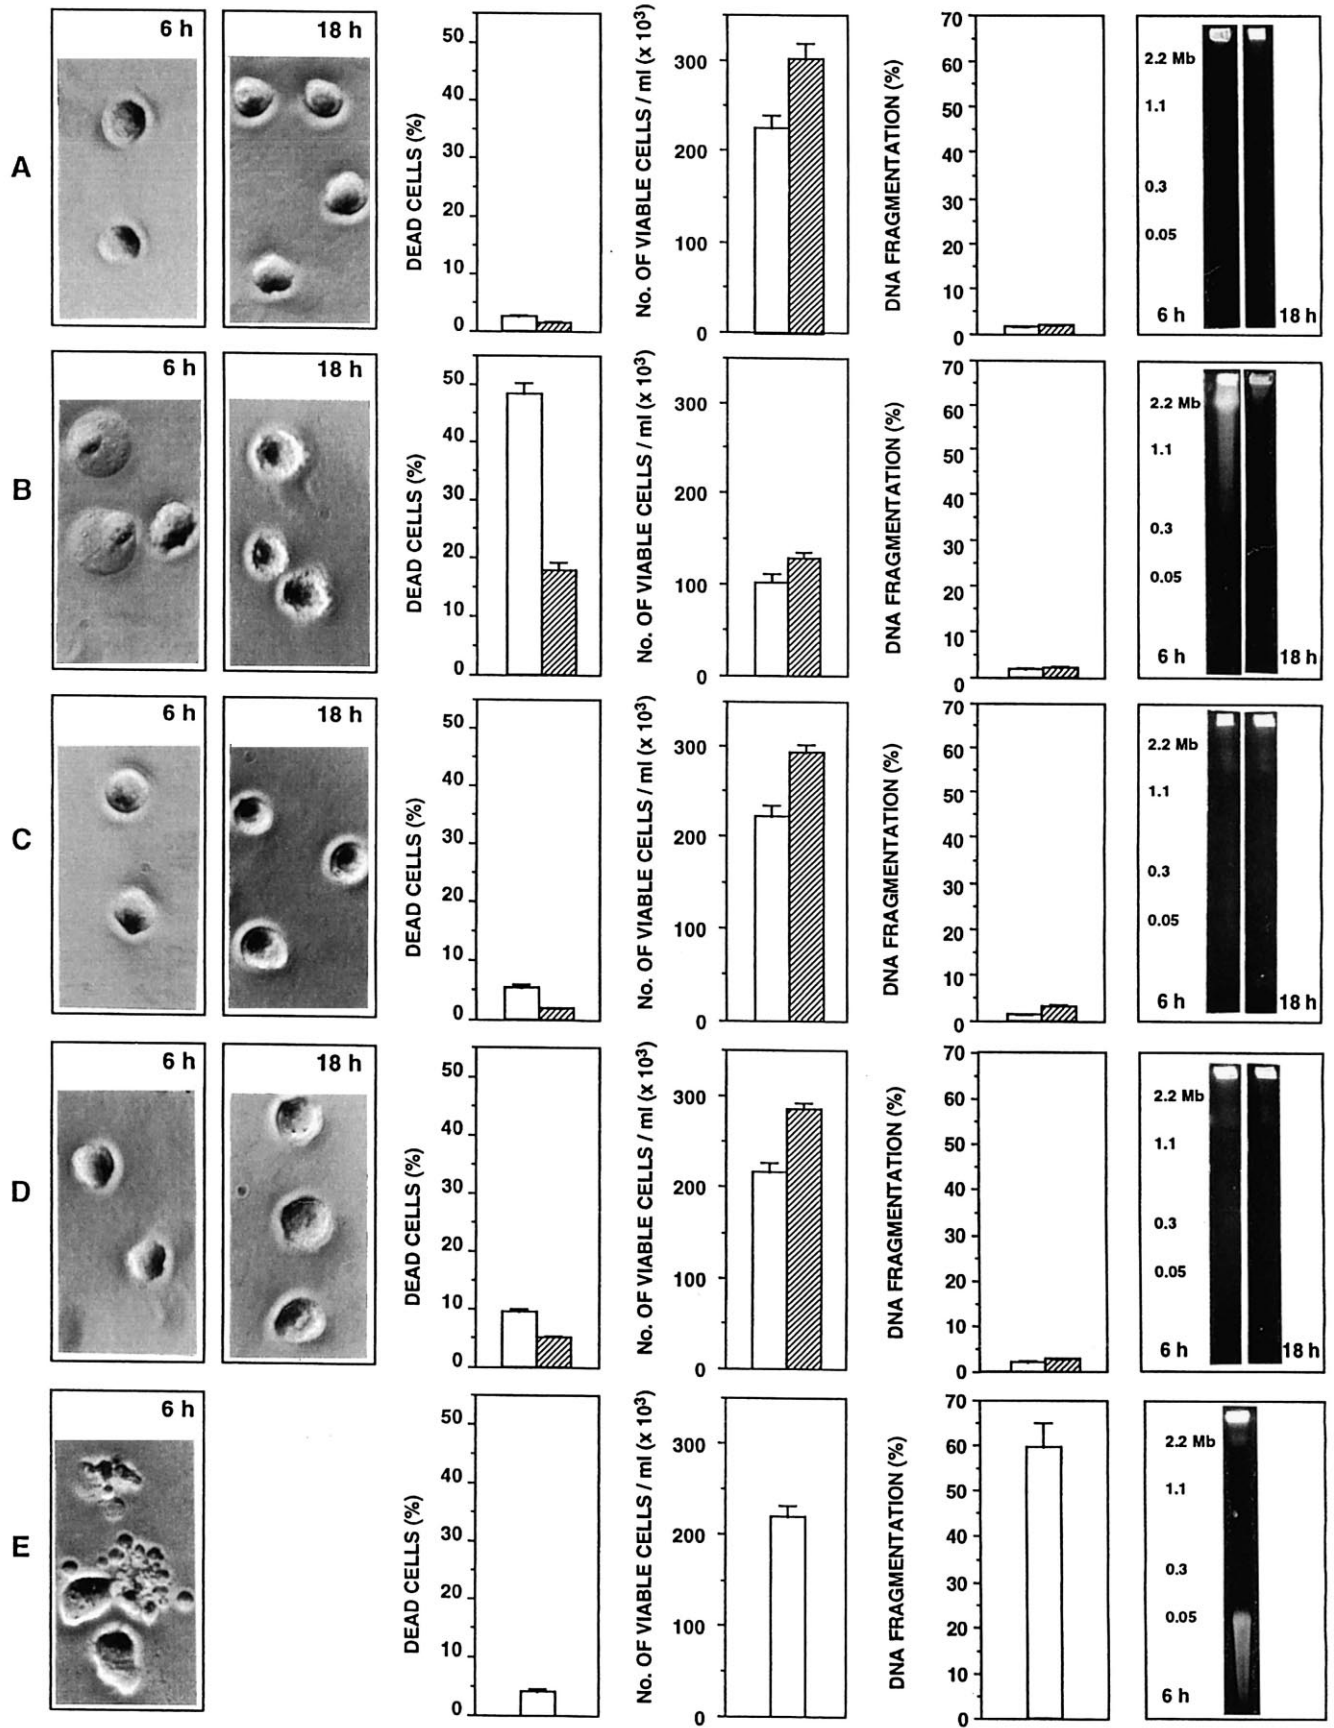 A
6 h
18 h
DEAD CELLS (%)
50
40
30
20
10
0
No. OF VIABLE CELLS / ml (x 10³)
300
200
100
0
DNA FRAGMENTATION (%)
70
60
50
40
30
20
10
0
2.2 Mb
1.1
0.3
0.05
6 h
18 h
B
6 h
18 h
DEAD CELLS (%)
50
40
30
20
10
0
No. OF VIABLE CELLS / ml (x 10³)
300
200
100
0
DNA FRAGMENTATION (%)
70
60
50
40
30
20
10
0
2.2 Mb
1.1
0.3
0.05
6 h
18 h
C
6 h
18 h
DEAD CELLS (%)
50
40
30
20
10
0
No. OF VIABLE CELLS / ml (x 10³)
300
200
100
0
DNA FRAGMENTATION (%)
70
60
50
40
30
20
10
0
2.2 Mb
1.1
0.3
0.05
6 h
18 h
D
6 h
18 h
DEAD CELLS (%)
50
40
30
20
10
0
No. OF VIABLE CELLS / ml (x 10³)
300
200
100
0
DNA FRAGMENTATION (%)
70
60
50
40
30
20
10
0
2.2 Mb
1.1
0.3
0.05
6 h
18 h
E
6 h
DEAD CELLS (%)
50
40
30
20
10
0
No. OF VIABLE CELLS / ml (x 10³)
300
200
100
0
DNA FRAGMENTATION (%)
70
60
50
40
30
20
10
0
2.2 Mb
1.1
0.3
0.05
6 h